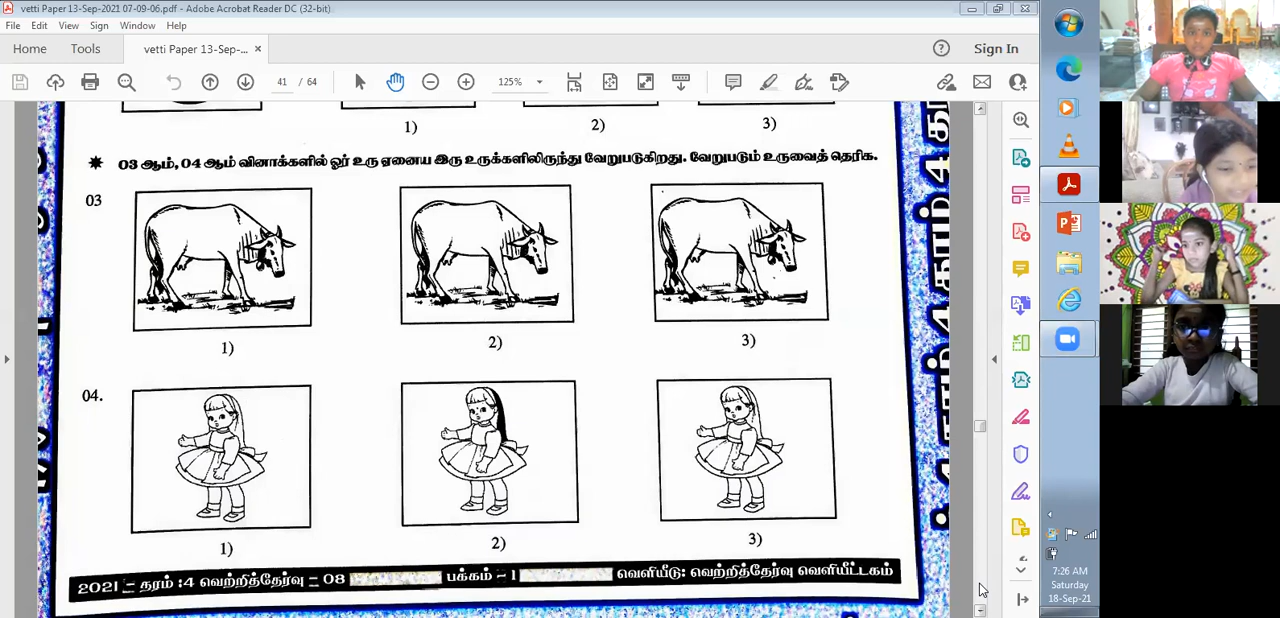 vetti Paper 13-Sep-2021 07-09-06.pdf - Adobe Acrobat Reader DC (32-bit)
File Edit View Sign Window Help
Home Tools vetti Paper 13-Sep-... × Sign In
41 / 64 125%
1) 2) 3)
03 ஆம், 04 ஆம் வினாக்களில் ஓர் உரு ஏனைய இரு உருக்களிலிருந்து வேறுபடுகிறது. வேறுபடும் உருவைத் தெரிக.
03
1) 2) 3)
04.
1) 2) 3)
2021 – தரம் :4 வெற்றித்தேர்வு – 08 பக்கம் – 1 வெளியீடு: வெற்றித்தேர்வு வெளியீட்டகம்
7:26 AM
Saturday
18-Sep-21